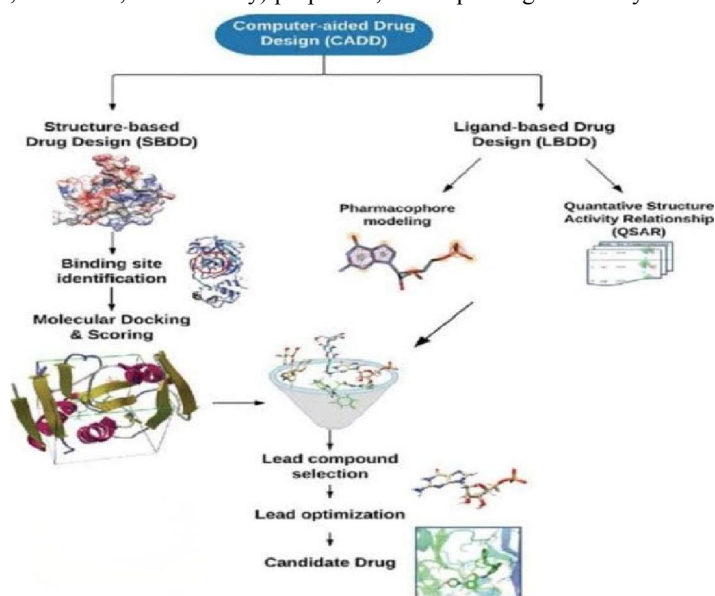 Computer-aided Drug
Design (CADD)
Structure-based
Drug Design (SBDD)
Ligand-based Drug
Design (LBDD)
Pharmacophore
modeling
Quantative Structure
Activity Relationship
(QSAR)
Binding site
identification
Molecular Docking
& Scoring
Lead compound
selection
Lead optimization
Candidate Drug